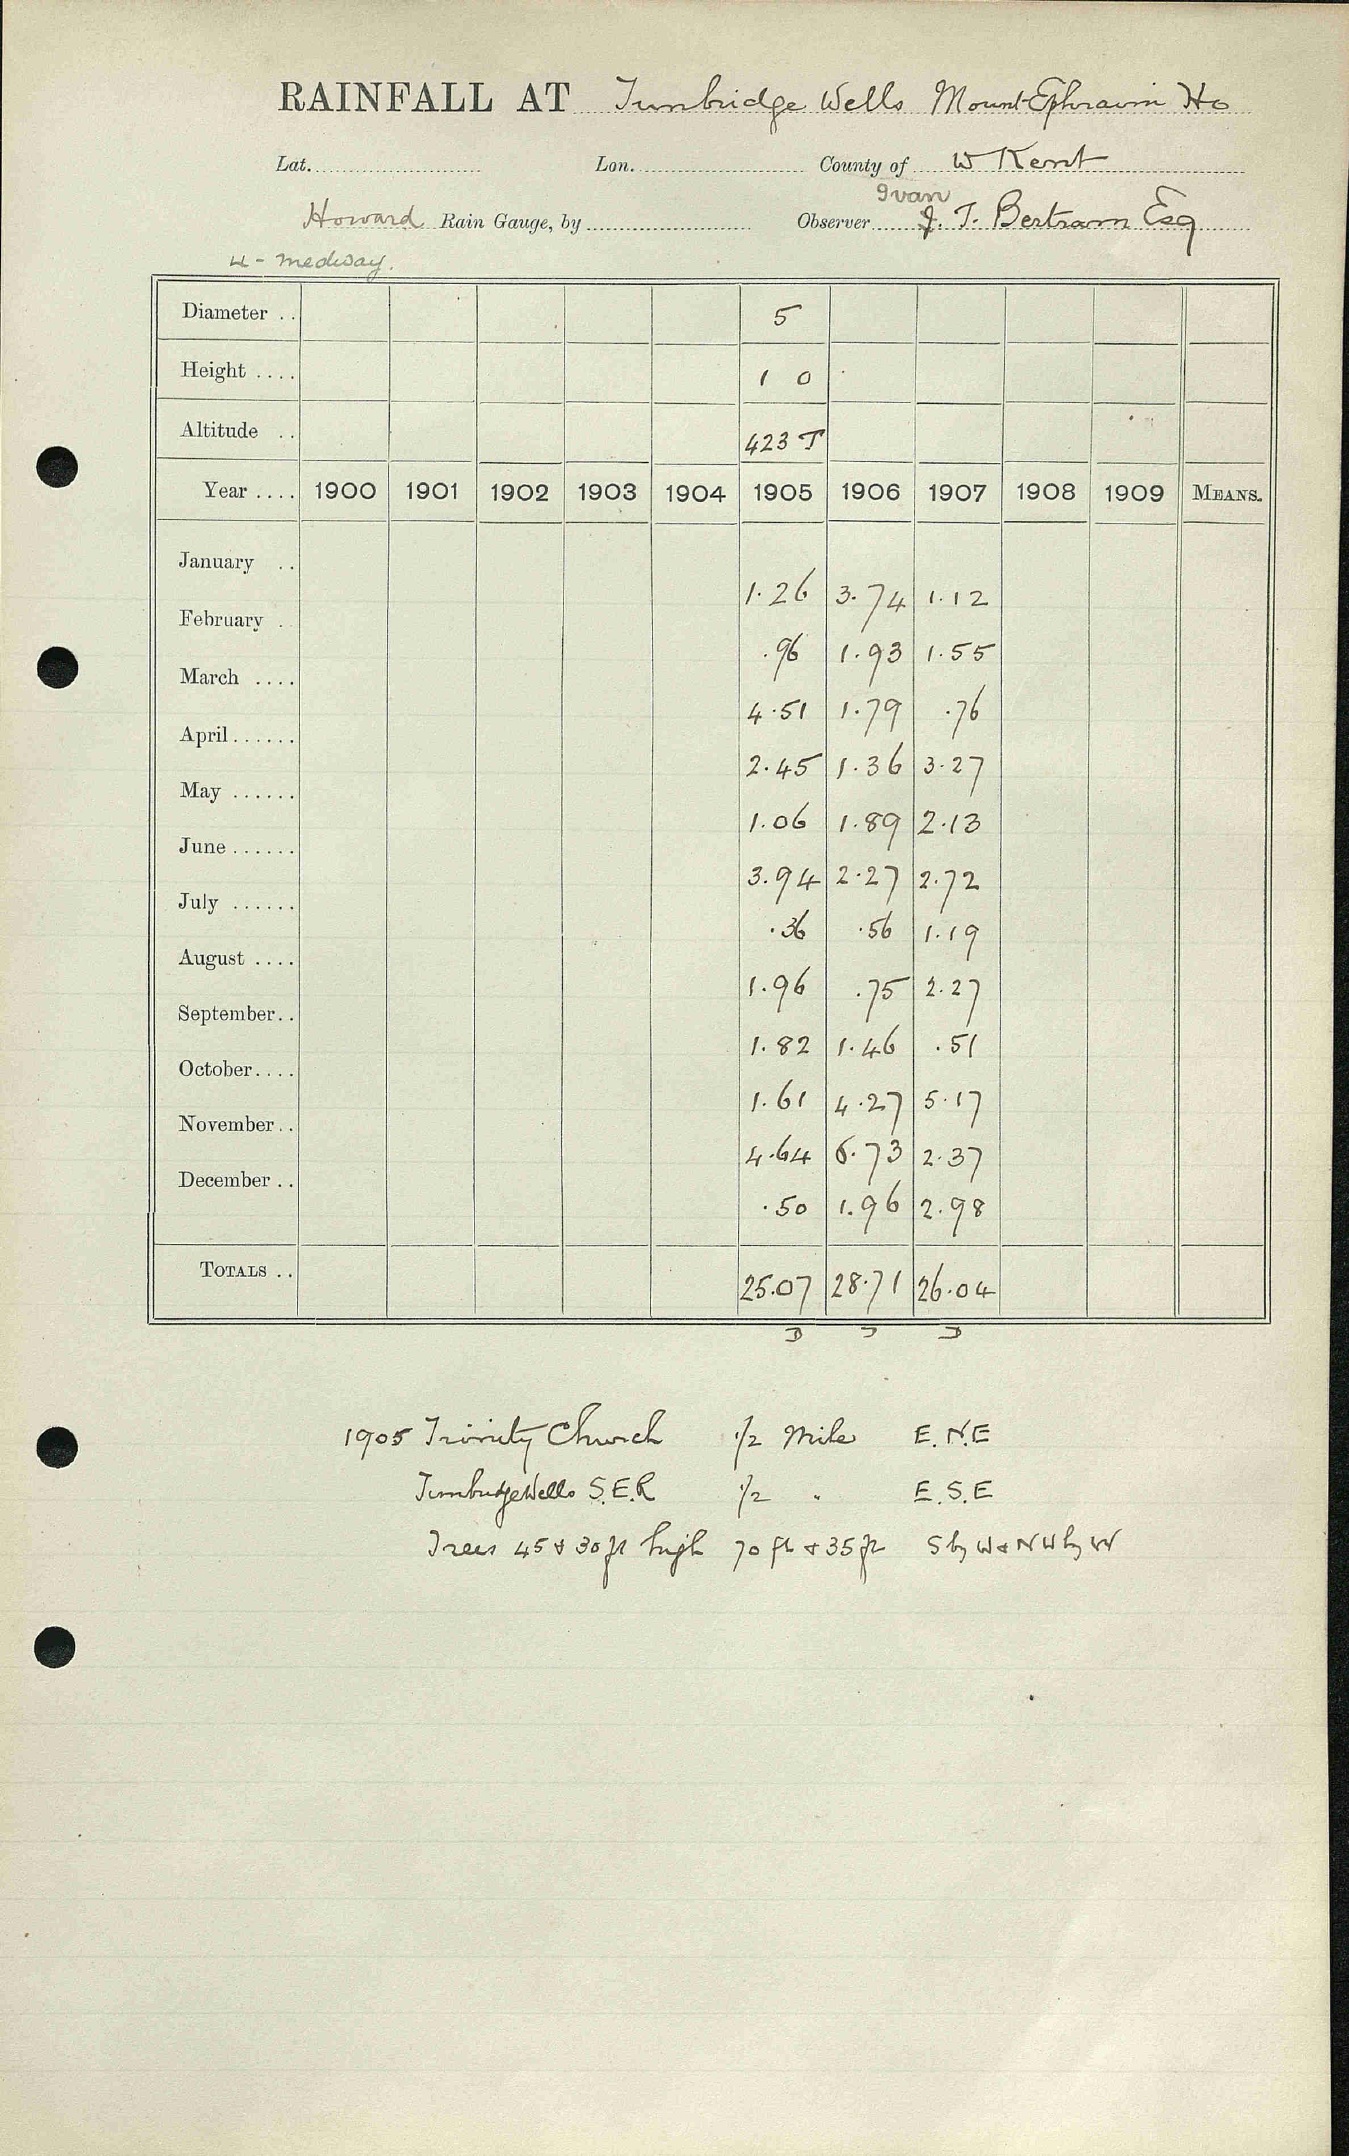 RAINFALL AT Tunbridge Wells Mount Ephraim Ho
Lat. Lon. County of W Kent
Ivan
Howard Rain Gauge, by Observer J. T. Bertram Esq
4 - Medway.
Diameter .. 5
Height .... 1 0
Altitude .. 423 T
Year .... 1900 1901 1902 1903 1904 1905 1906 1907 1908 1909 MEANS.
January .. 1.26 3.74 1.12
February . .96 1.93 1.55
March .... 4.51 1.79 .76
April...... 2.45 1.36 3.27
May ...... 1.06 1.89 2.13
June ...... 3.94 2.27 2.72
July ...... .36 .56 1.19
August .... 1.96 .75 2.27
September.. 1.82 1.46 .51
October.... 1.61 4.27 5.17
November.. 4.64 6.73 2.37
December .. .50 1.96 2.98
TOTALS .. 25.07 28.71 26.04
1905 Trinity Church 1/2 Mile E.N.E
Tunbridge Wells S.E.R 1/2 " E.S.E
Trees 45 & 30 ft high 70 ft & 35 ft S by W & N W by W